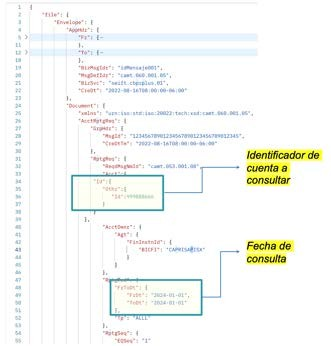 1 {
2 "file": {
3 "Envelope": {
4 "AppHdr": {
5 "Fr": {⋯
11 },
12 "To": {⋯
18 },
19 "BizMsgIdr": "idMensaje001",
20 "MsgDefIdr": "camt.060.001.05",
21 "BizSvc": "swift.cbprplus.01",
22 "CreDt": "2022-08-16T08:00:00-06:00"
23 },
24 "Document": {
25 "xmlns": "urn:iso:std:iso:20022:tech:xsd:camt.060.001.05",
26 "AcctRptgReq": {
27 "GrpHdr": {
28 "MsgId": "12345678901234567890123456789012345",
29 "CreDtTm": "2022-08-16T08:00:00-06:00"
30 },
31 "RptgReq": {
32 "ReqdMsgNmId": "camt.053.001.08",
33 "Acct": {
34 "Id": {
35 "Othr": {
36 "Id":
37 }
38 }
39 },
Identificador de
cuenta a
consultar
40 "AcctOwnr": {
41 "Agt": {
42 "FinInstnId": {
43 "BICFI":
44 }
45 }
46 },
47 "RptgPrd": {
48 "FrToDt": {
49 "FrDt": "2024-01-01",
50 "ToDt": "2024-01-01"
51 },
52 "Tp": "ALLL"
53 },
54 "RptgSeq": {
55 "EQSeq": "1"
Fecha de
consulta